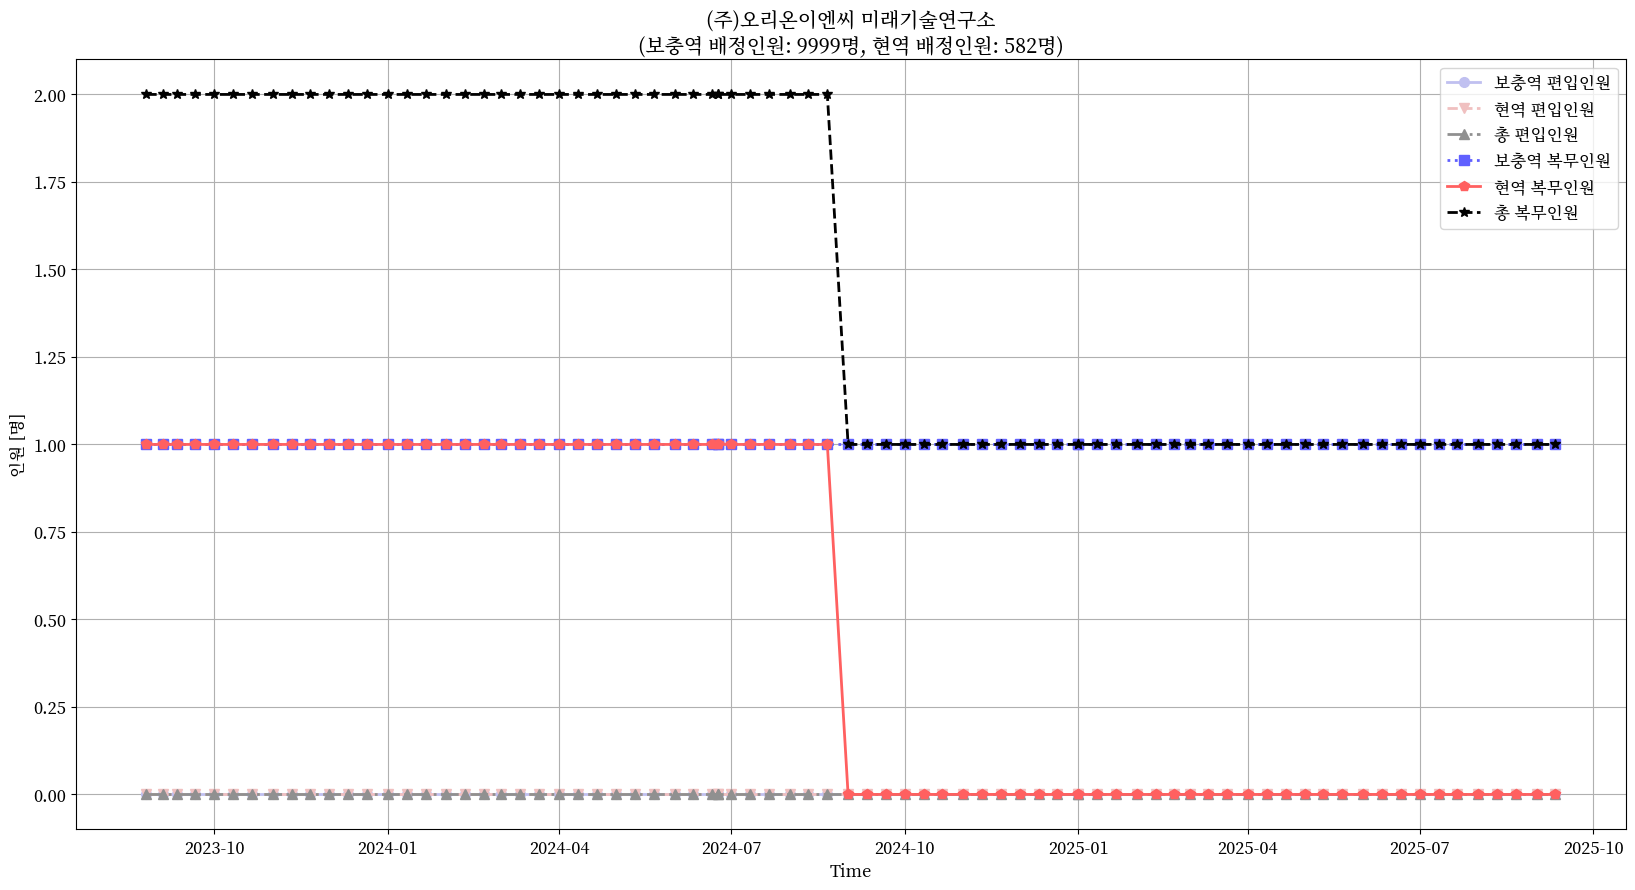 (주)오리온이엔씨 미래기술연구소
(보충역 배정인원: 9999명, 현역 배정인원: 582명)
보충역 편입인원
현역 편입인원
총 편입인원
보충역 복무인원
현역 복무인원
총 복무인원
인원 [명]
2.00
1.75
1.50
1.25
1.00
0.75
0.50
0.25
0.00
2023-10
2024-01
2024-04
2024-07
2024-10
2025-01
2025-04
2025-07
2025-10
Time